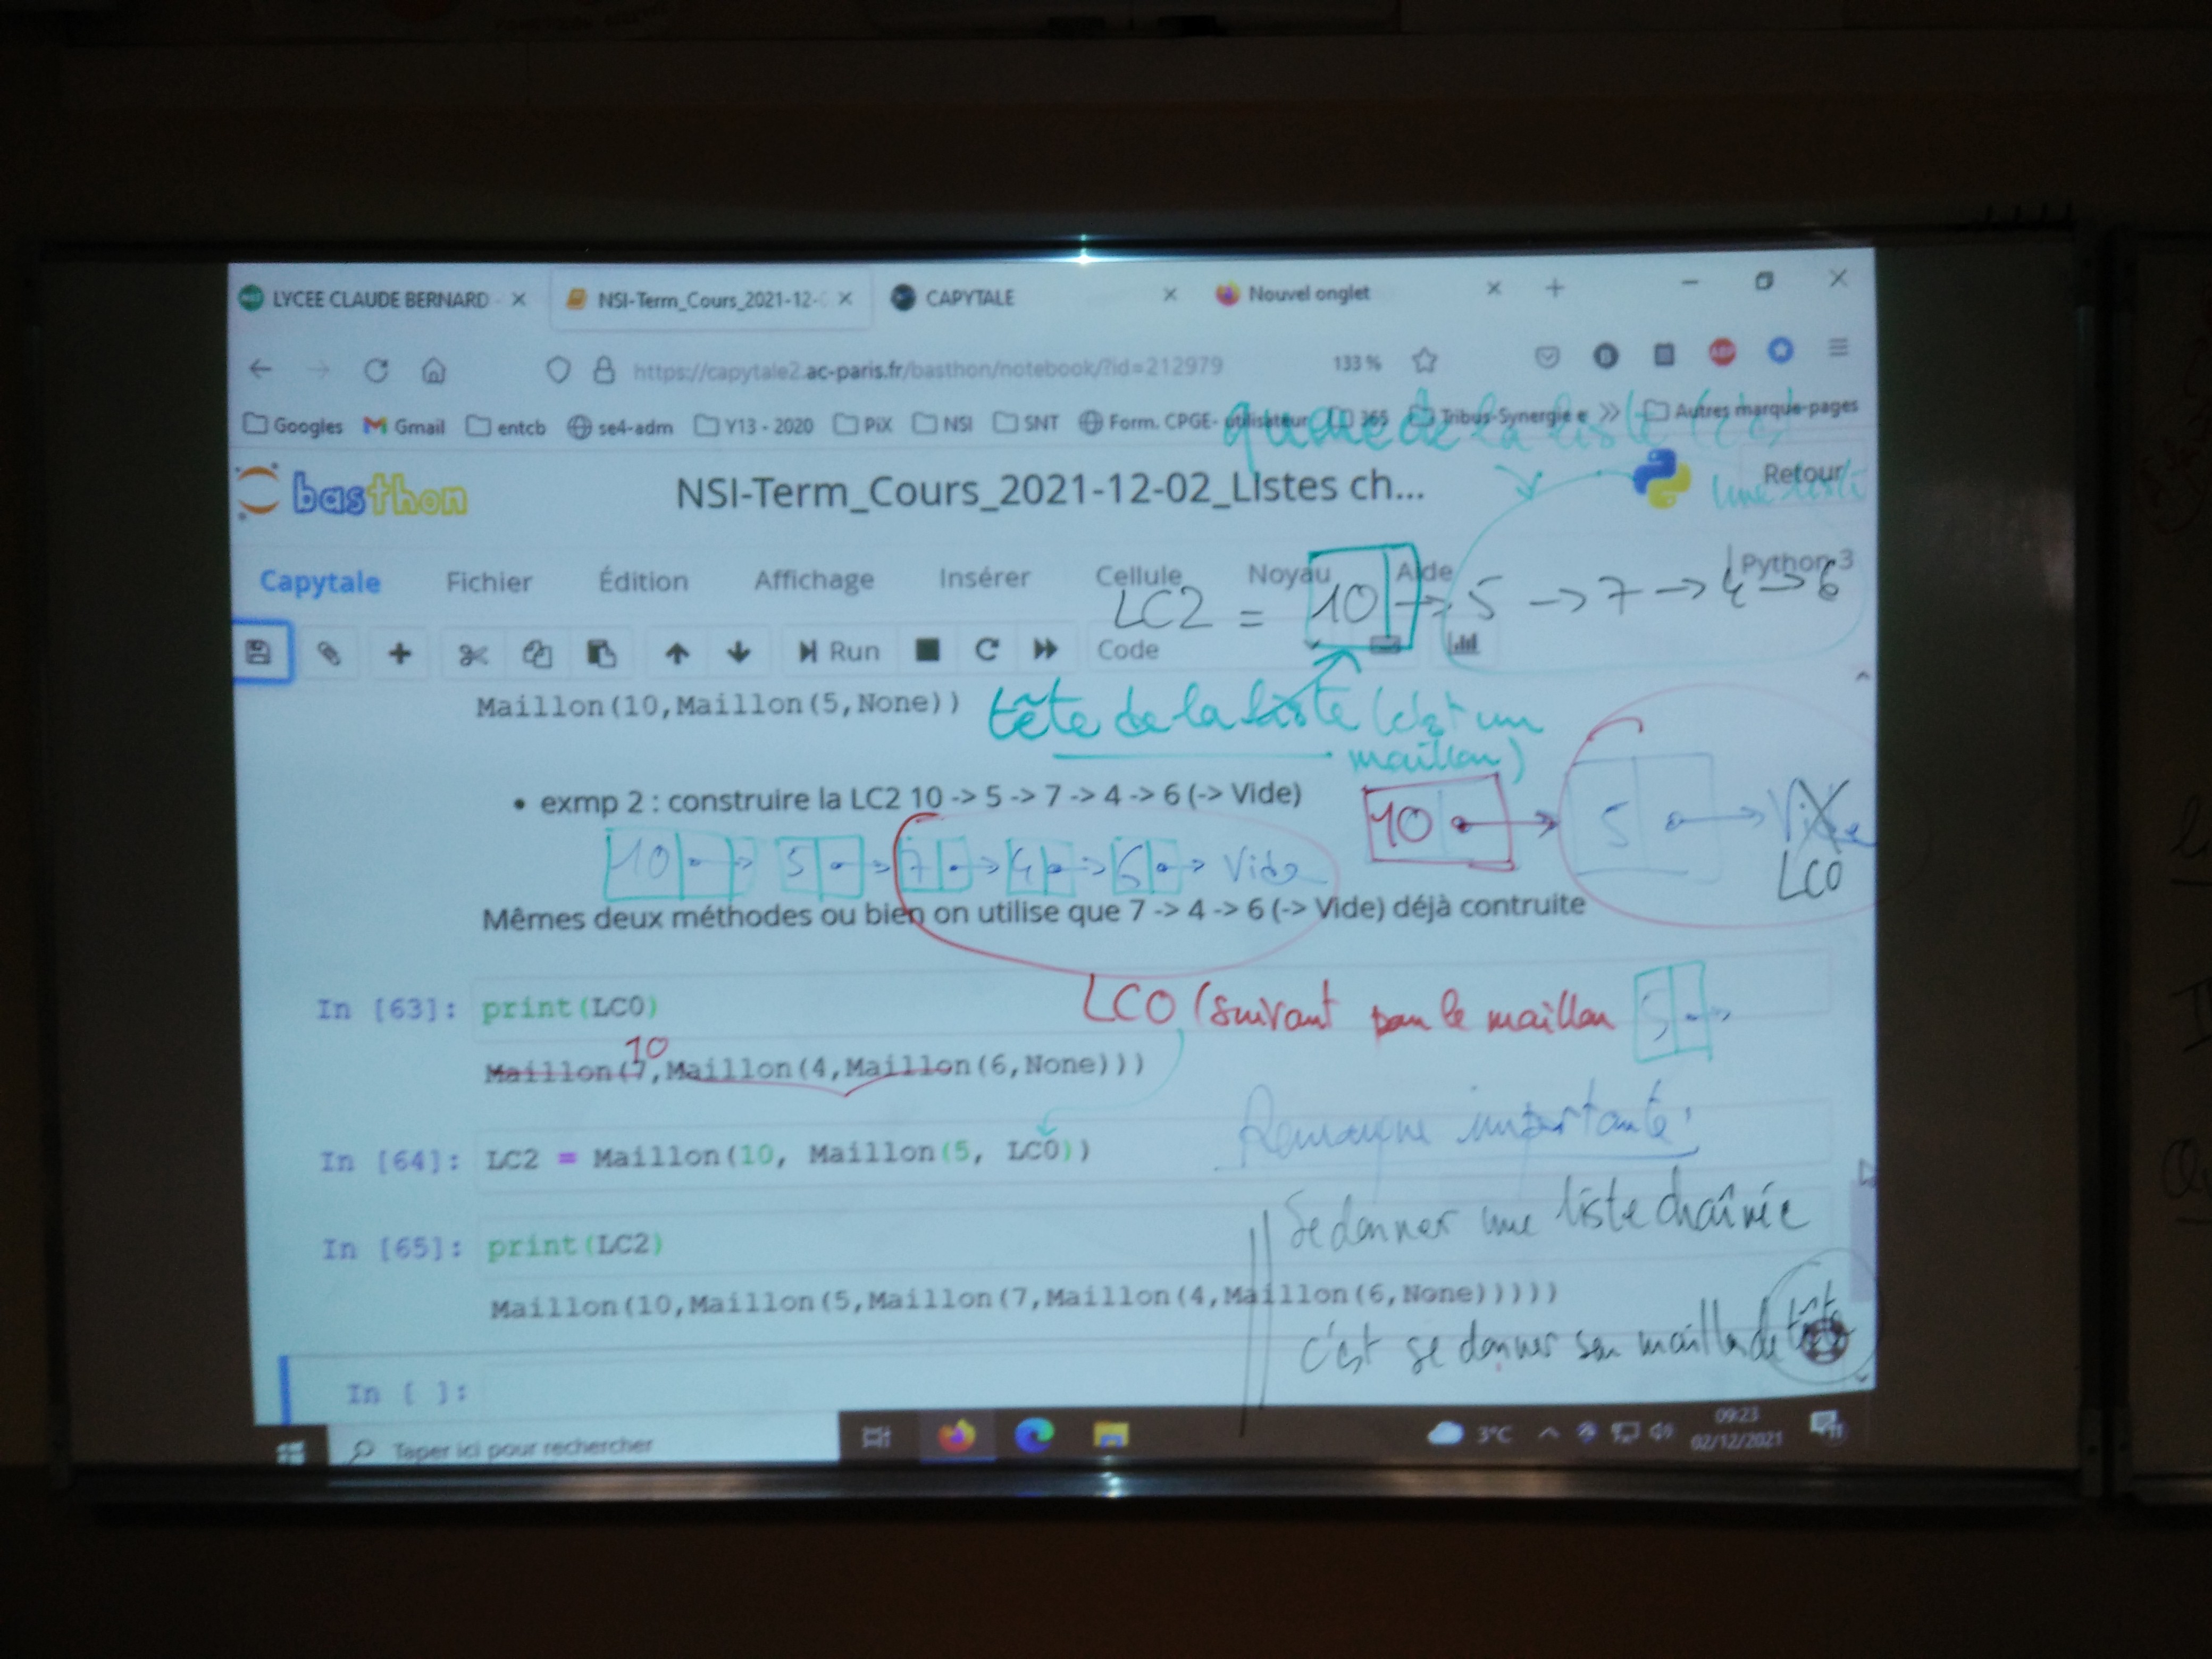 LYCEE CLAUDE BERNARD
NSI-Term_Cours_2021-12-
CAPYTALE
Nouvel onglet
https://capytale2.ac-paris.fr/basthon/notebook/?id=212979
133 %
Googles Gmail entcb se4-adm Y13 - 2020 PiX NSI SNT Form. CPGE- utilisateur 365 Tribus-Synergie e Autres marque-pages
queue de la liste
basthon
NSI-Term_Cours_2021-12-02_Listes ch...
Retour
une liste
Capytale Fichier Édition Affichage Insérer Cellule Noyau Aide Python 3
LC2 = 10 -> 5 -> 7 -> 4 -> 6
Run Code
Maillon(10,Maillon(5,None))
tête de la liste (c'est un
maillon)
• exmp 2 : construire la LC2 10 -> 5 -> 7 -> 4 -> 6 (-> Vide)
10 5 7 4 6 Vide
10 5 Vide
LC0
Mêmes deux méthodes ou bien on utilise que 7 -> 4 -> 6 (-> Vide) déjà contruite
In [63]: print(LC0)
LC0 (suivant pour le maillon 5
10
Maillon(7,Maillon(4,Maillon(6,None)))
Remarque importante :
In [64]: LC2 = Maillon(10, Maillon(5, LC0))
Se donner une liste chaînée
In [65]: print(LC2)
Maillon(10,Maillon(5,Maillon(7,Maillon(4,Maillon(6,None)))))
c'est se donner son maillon de tête
In [ ]:
Taper ici pour rechercher
3°C
09:23
02/12/2021